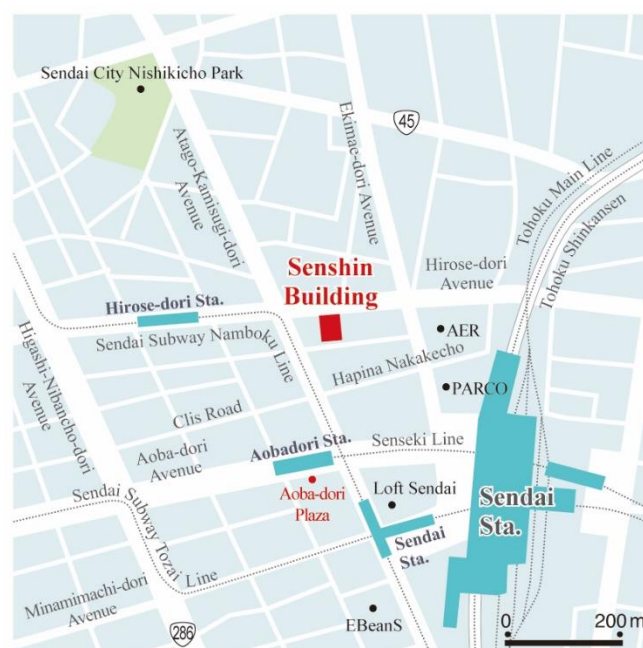 Sendai City Nishikicho Park
Atago-Kamisugi-dori
Avenue
Ekimae-dori Avenue
45
Tohoku Main Line
Tohoku Shinkansen
Senshin
Building
Hirose-dori
Avenue
Hirose-dori Sta.
Sendai Subway Namboku Line
AER
Hapina Nakakecho
PARCO
Higashi-Nibancho-dori
Avenue
Clis Road
Aoba-dori
Avenue
Aobadori Sta.
Senseki Line
Aoba-dori
Plaza
Loft Sendai
Sendai
Sta.
Sendai
Sta.
Sendai Subway Tozai Line
Minamimachi-dori
Avenue
286
EBeanS
0
200 m